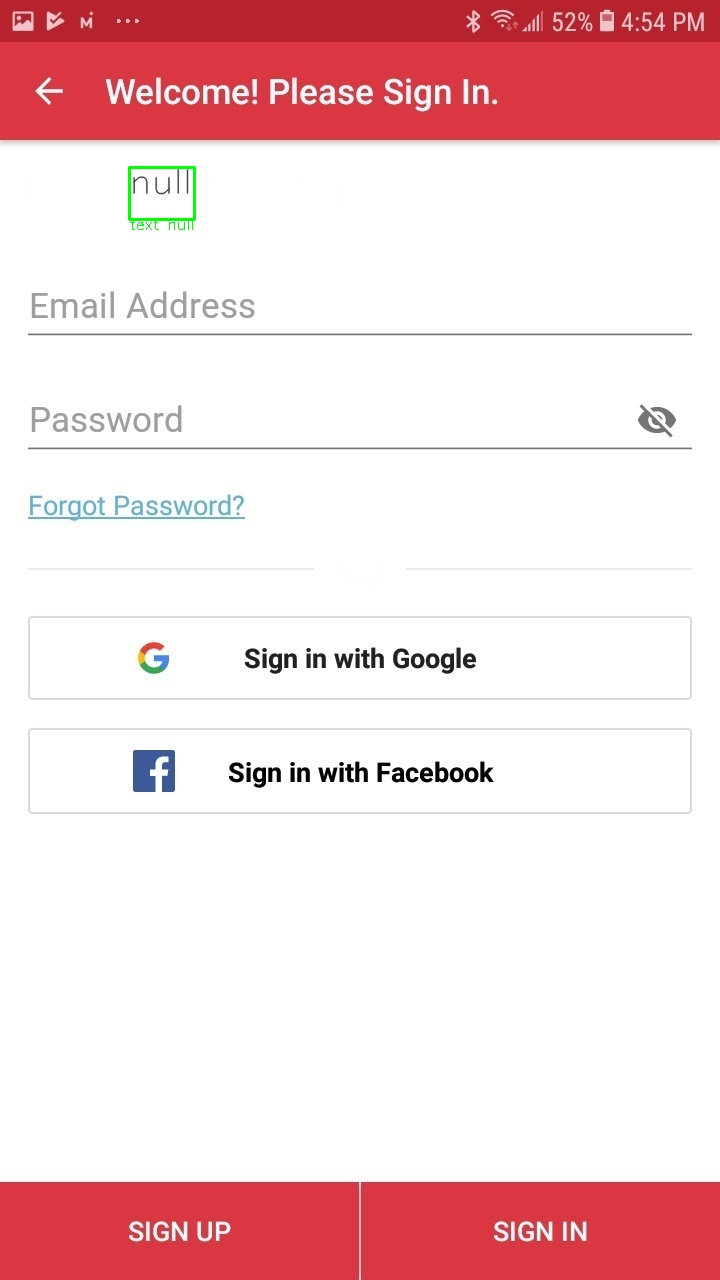 52% 4:54 PM
Welcome! Please Sign In.
null
text null
Email Address
Password
Forgot Password?
Sign in with Google
Sign in with Facebook
SIGN UP
SIGN IN